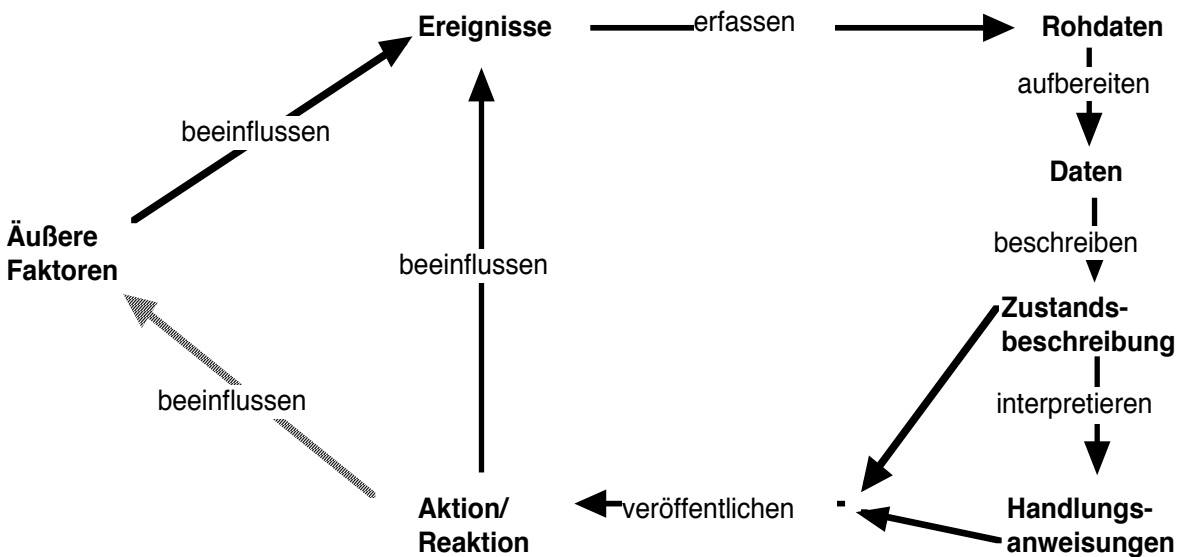 Ereignisse
erfassen
Rohdaten
aufbereiten
beeinflussen
Daten
Äußere
Faktoren
beeinflussen
beschreiben
Zustands-
beschreibung
beeinflussen
interpretieren
Aktion/
Reaktion
veröffentlichen
Handlungs-
anweisungen